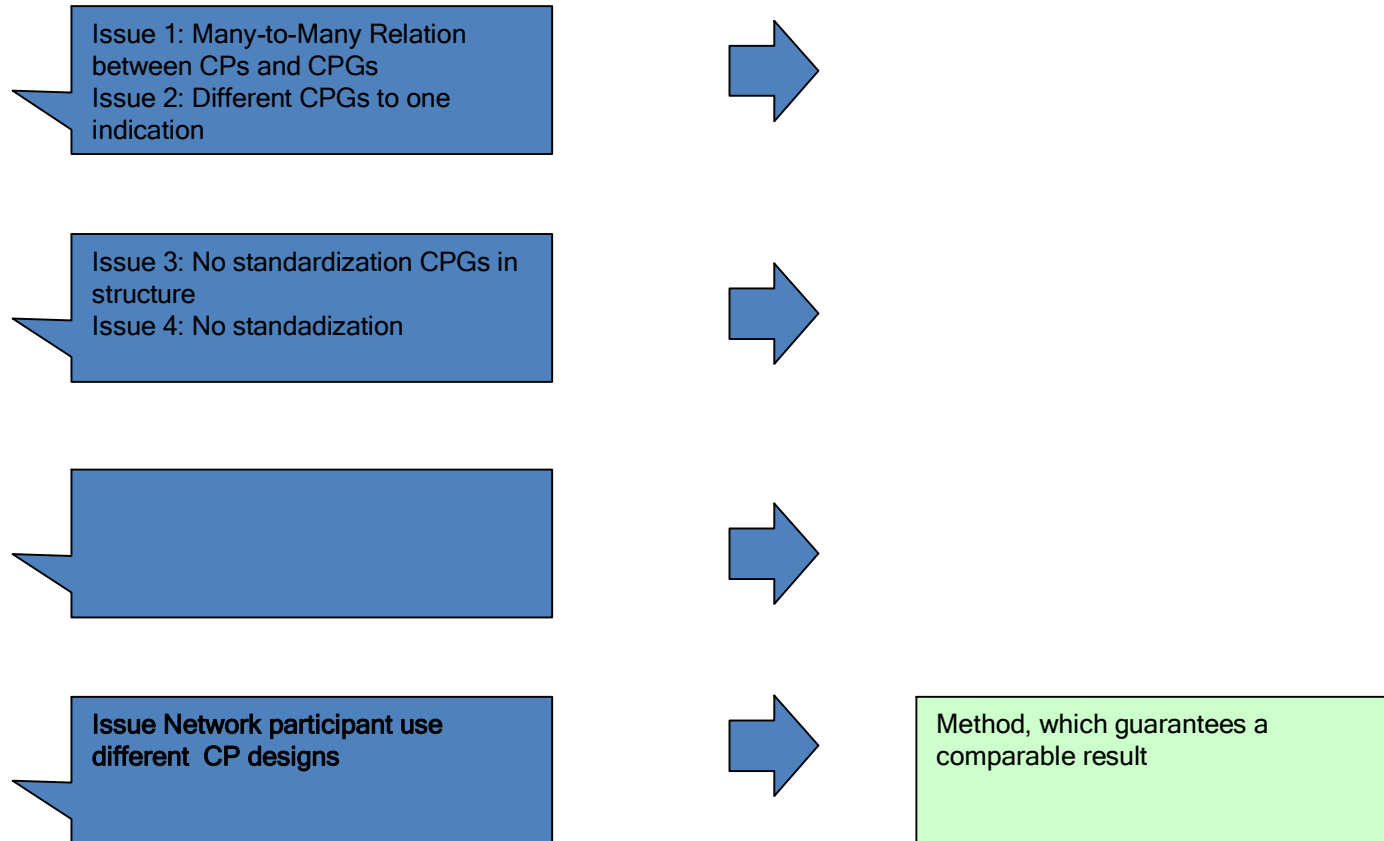 Issue 1: Many-to-Many Relation
between CPs and CPGs
Issue 2: Different CPGs to one
indication
Issue 3: No standardization CPGs in
structure
Issue 4: No standadization
Issue Network participant use
different  CP designs
Method, which guarantees a
comparable result